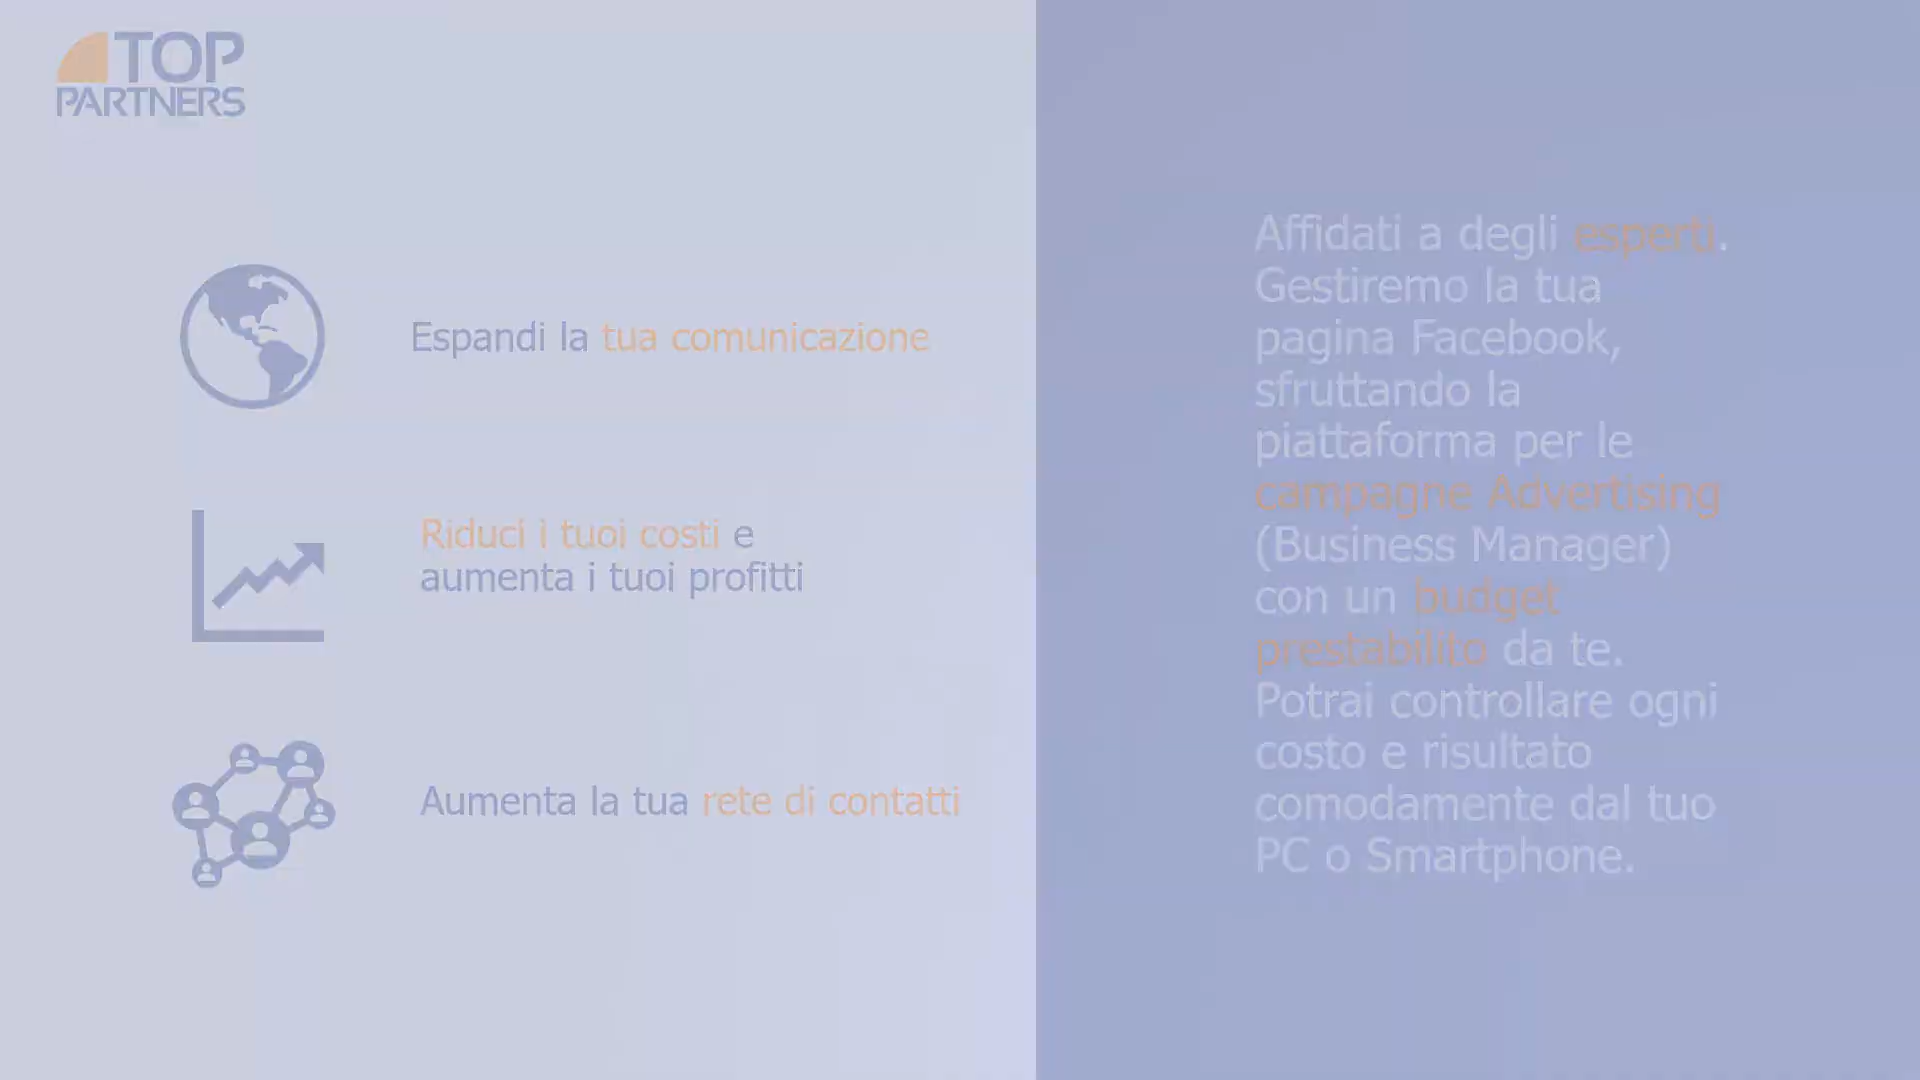 TOP
PARTNERS
Espandi la tua comunicazione
Riduci i tuoi costi e
aumenta i tuoi profitti
Aumenta la tua rete di contatti
Affidati a degli esperti.
Gestiremo la tua
pagina Facebook,
sfruttando la
piattaforma per le
campagne Advertising
(Business Manager)
con un budget
prestabilito da te.
Potrai controllare ogni
costo e risultato
comodamente dal tuo
PC o Smartphone.